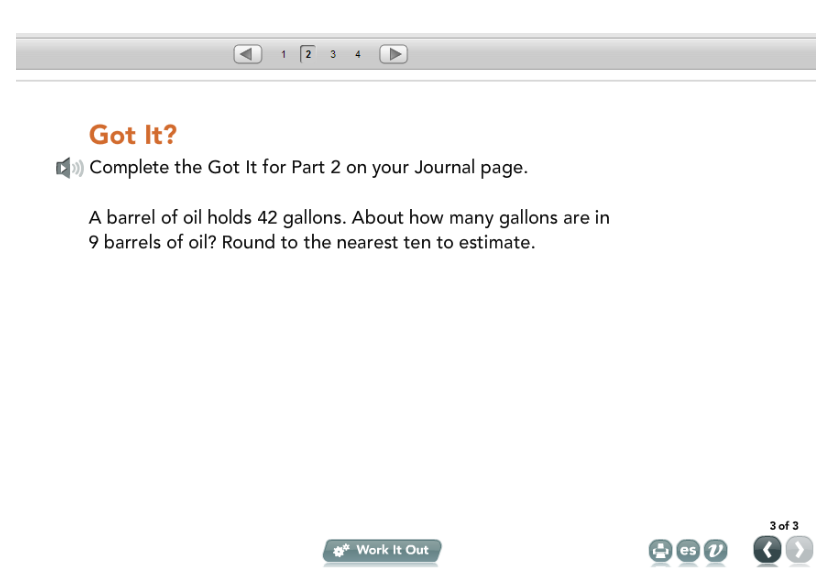 1 2 3 4
Got It?
Complete the Got It for Part 2 on your Journal page.
A barrel of oil holds 42 gallons. About how many gallons are in
9 barrels of oil? Round to the nearest ten to estimate.
3 of 3
Work It Out
es v